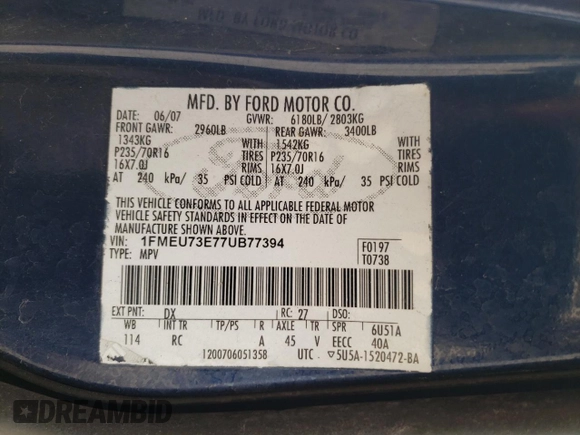 MFD. BY FORD MOTOR CO.
DATE: 06/07 GVWR: 6180LB/ 2803KG
FRONT GAWR: 2960LB REAR GAWR: 3400LB
1343KG WITH 1542KG WITH
P235/70R16 TIRES P235/70R16 TIRES
16X7.0J RIMS 16X7.0J RIMS
AT 240 kPa/ 35 PSI COLD AT 240 kPa/ 35 PSI COLD
THIS VEHICLE CONFORMS TO ALL APPLICABLE FEDERAL MOTOR
VEHICLE SAFETY STANDARDS IN EFFECT ON THE DATE OF
MANUFACTURE SHOWN ABOVE.
VIN: 1FMEU73E77UB77394 F0197
TYPE: MPV T0738
EXT PNT: DX RC: 27 DSO:
WB INT TR TP/PS R AXLE TR SPR 6U51A
114 RC A 45 V EECC 40A
1200706051358 UTC 5U5A-1520472-BA
Ford
DREAMBID